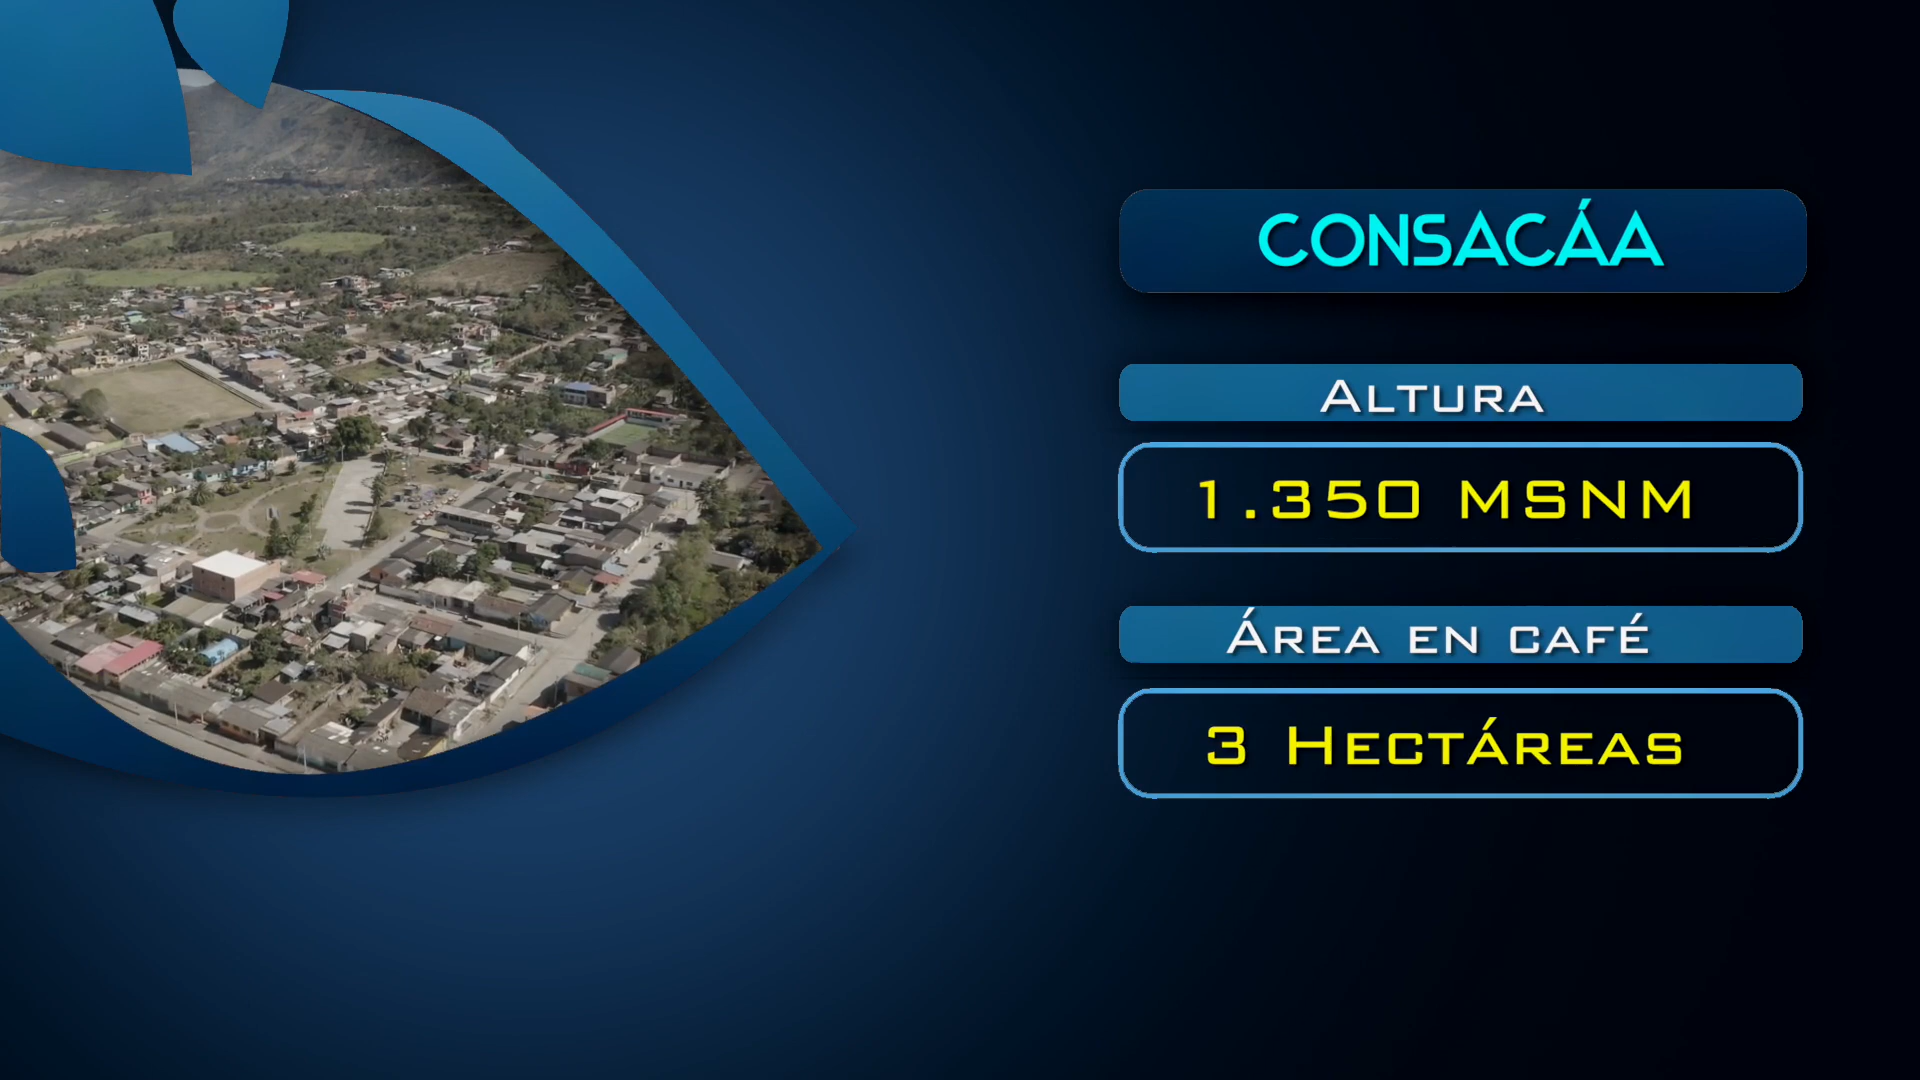 CONSACÁA
Altura
1.350 MSNM
Área en café
3 Hectáreas